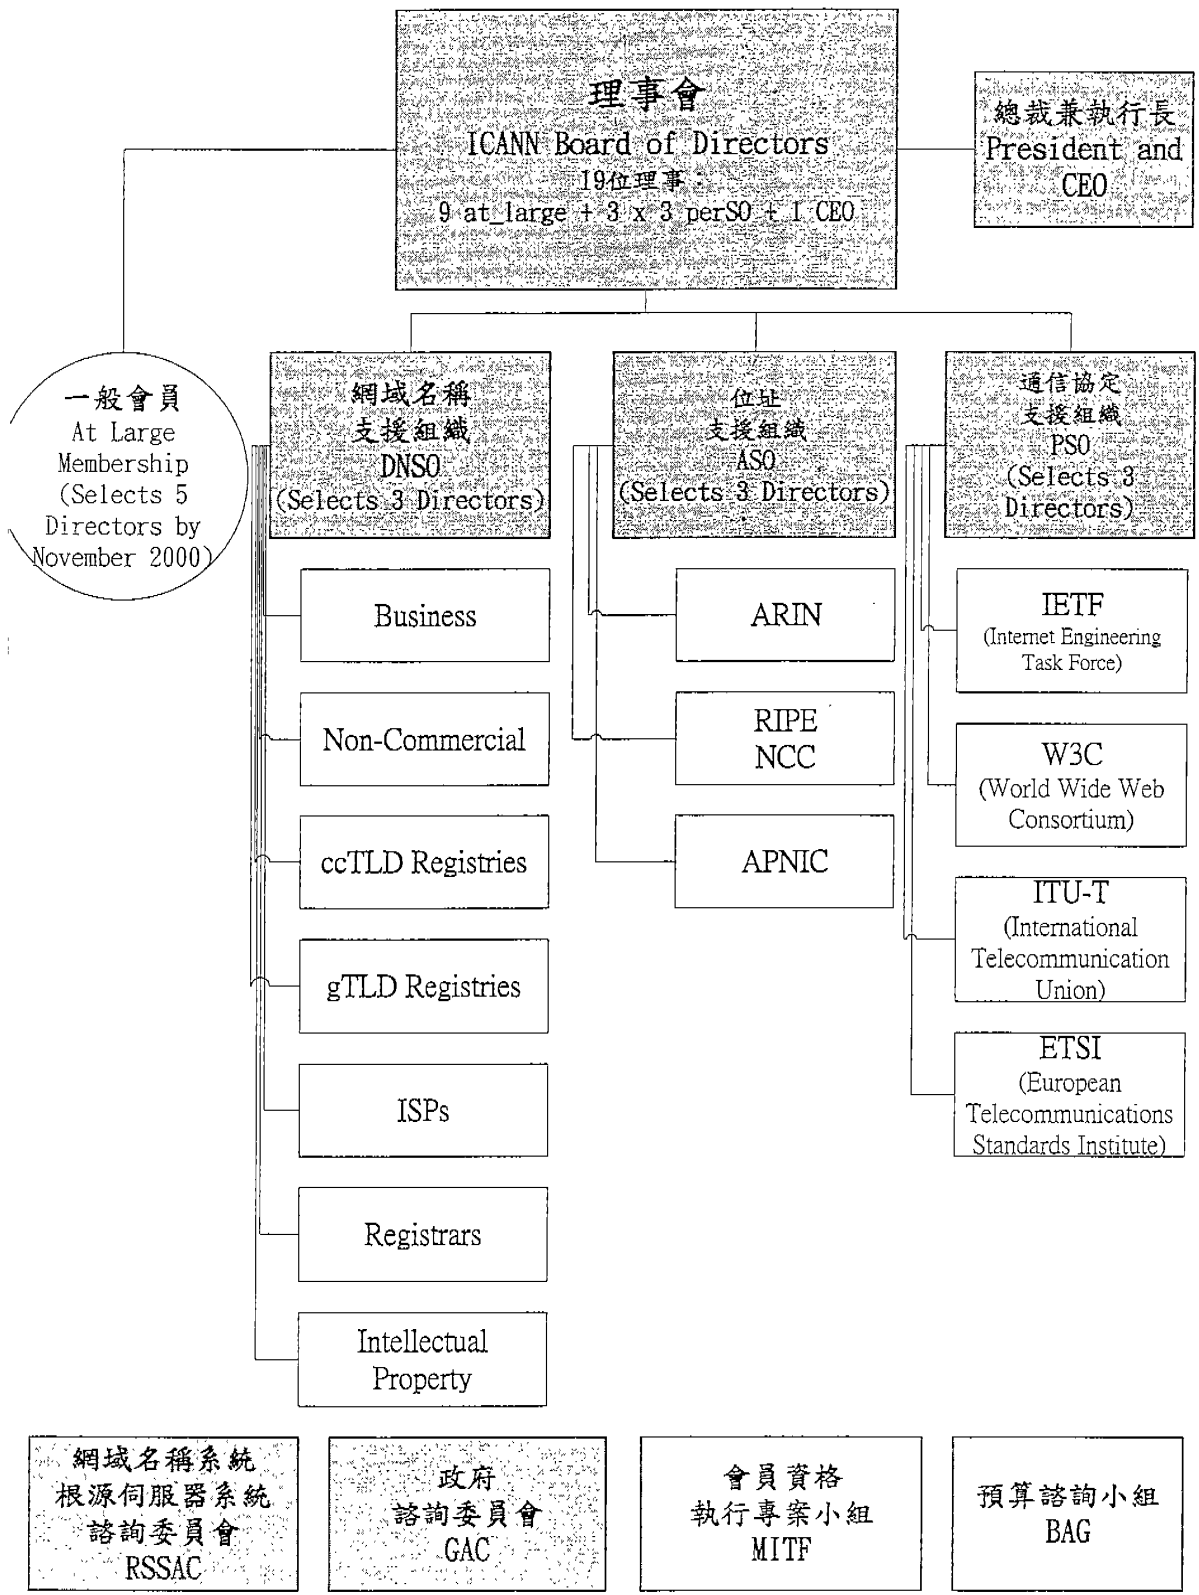 理事會
ICANN Board of Directors
19位理事：
9 at_large + 3 x 3 perSO + 1 CEO
總裁兼執行長
President and
CEO
一般會員
At Large
Membership
(Selects 5
Directors by
November 2000)
網域名稱
支援組織
DNSO
(Selects 3 Directors)
位址
支援組織
ASO
(Selects 3 Directors)
通信協定
支援組織
PSO
(Selects 3
Directors)
Business
Non-Commercial
ccTLD Registries
gTLD Registries
ISPs
Registrars
Intellectual
Property
ARIN
RIPE
NCC
APNIC
IETF
(Internet Engineering
Task Force)
W3C
(World Wide Web
Consortium)
ITU-T
(International
Telecommunication
Union)
ETSI
(European
Telecommunications
Standards Institute)
網域名稱系統
根源伺服器系統
諮詢委員會
RSSAC
政府
諮詢委員會
GAC
會員資格
執行專案小組
MITF
預算諮詢小組
BAG